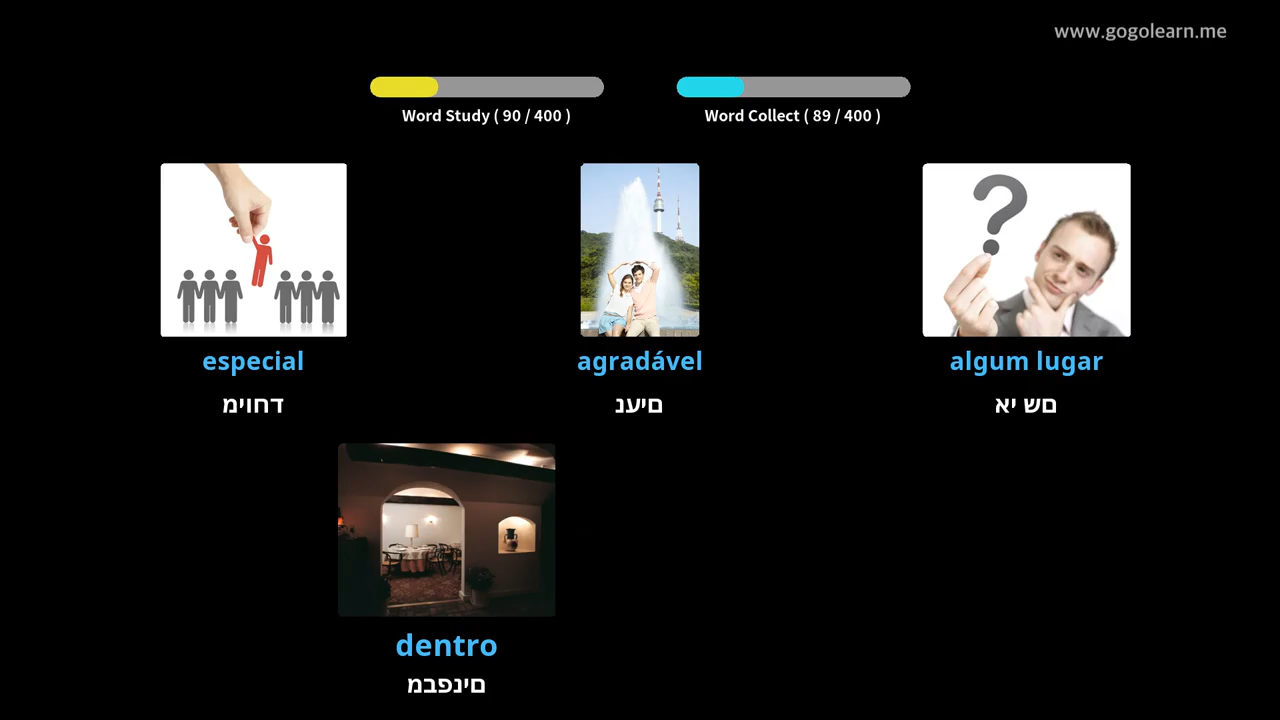 www.gogolearn.me
Word Study ( 90 / 400 )
Word Collect ( 89 / 400 )
especial
agradável
algum lugar
דחוימ
םיענ
םש יא
dentro
םינפבמ